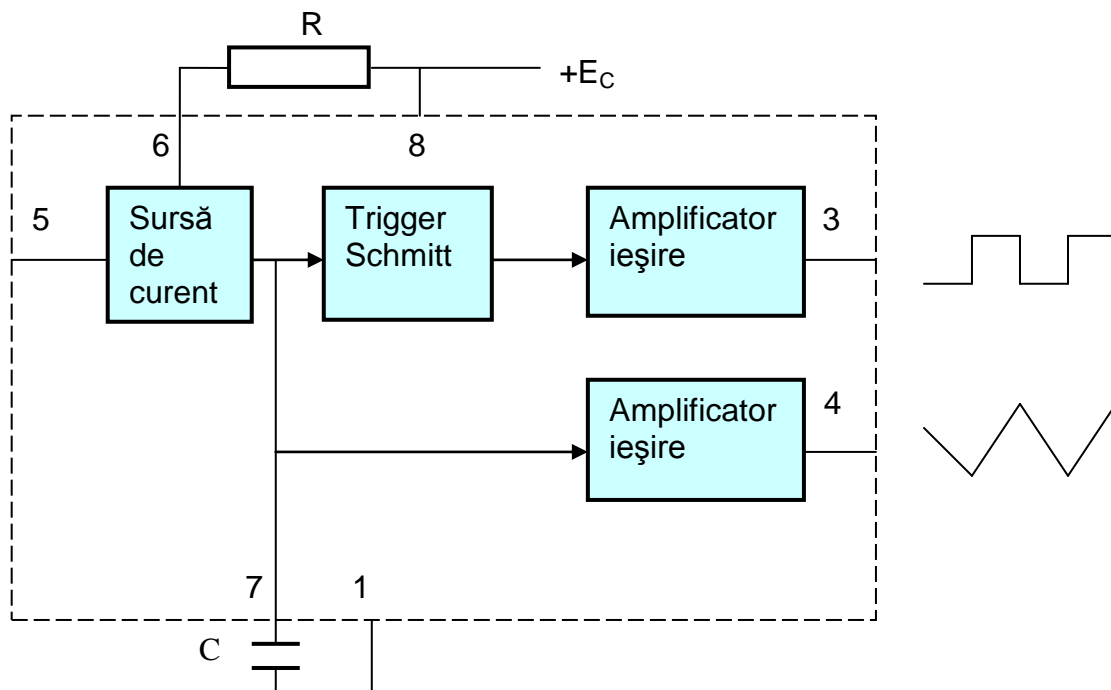 R
+E_C
6
8
5
Sursă
de
curent
Trigger
Schmitt
Amplificator
ieşire
3
Amplificator
ieşire
4
7
1
C